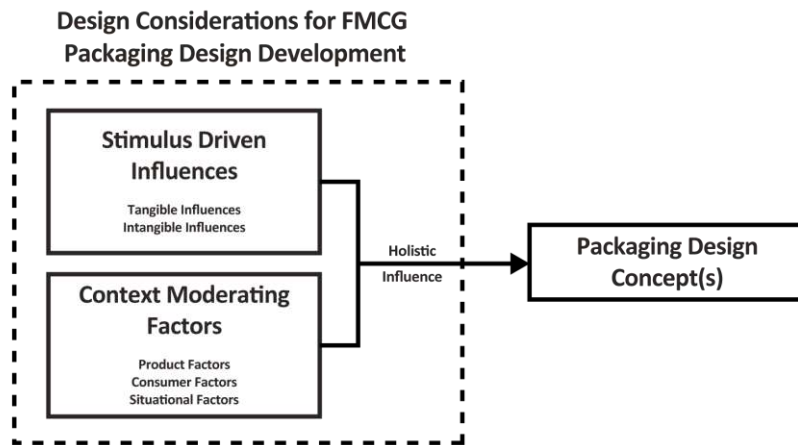 Design Considerations for FMCG
Packaging Design Development
Stimulus Driven
Influences
Tangible Influences
Intangible Influences
Context Moderating
Factors
Product Factors
Consumer Factors
Situational Factors
Holistic
Influence
Packaging Design
Concept(s)